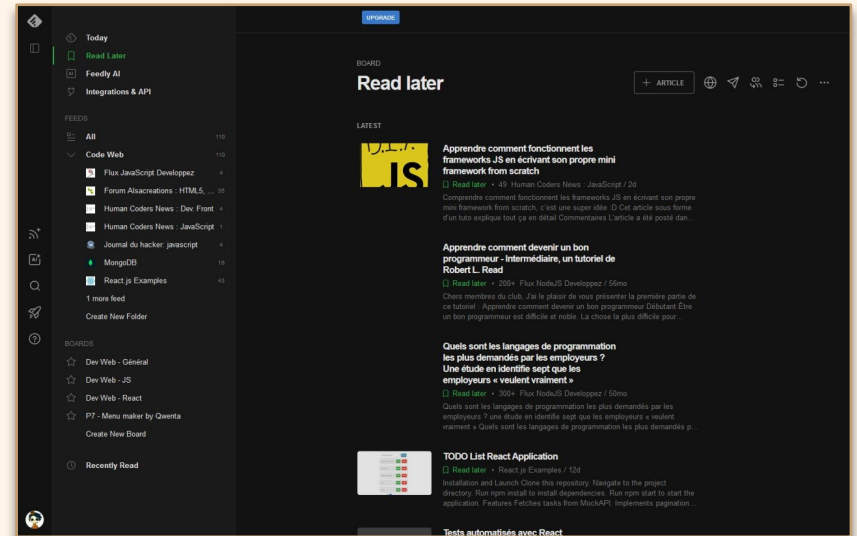 UPGRADE
Today
Read Later
AI
Feedly AI
Integrations & API
FEEDS
All 110
Code Web 110
Flux JavaScript Developpez 4
Forum Alsacreations : HTML5, ... 38
Human Coders News : Dev. Front 4
Human Coders News : JavaScript 1
Journal du hacker: javascript 4
MongoDB 16
React.js Examples 43
1 more feed
Create New Folder
BOARDS
Dev Web - Général
Dev Web - JS
Dev Web - React
P7 - Menu maker by Qwenta
Create New Board
Recently Read
AI
BOARD
Read later
+ ARTICLE
LATEST
JS
Apprendre comment fonctionnent les
frameworks JS en écrivant son propre mini
framework from scratch
Read later • 49 Human Coders News : JavaScript / 2d
Comprendre comment fonctionnent les frameworks JS en écrivant son propre
mini framework from scratch, c'est une super idée :D Cet article sous forme
d'un tuto explique tout ça en détail Commentaires L'article a été posté dan...
Apprendre comment devenir un bon
programmeur - Intermédiaire, un tutoriel de
Robert L. Read
Read later • 200+ Flux NodeJS Developpez / 56mo
Chers membres du club, J'ai le plaisir de vous présenter la première partie de
ce tutoriel : Apprendre comment devenir un bon programmeur Débutant Être
un bon programmeur est difficile et noble. La chose la plus difficile pour...
Quels sont les langages de programmation
les plus demandés par les employeurs ?
Une étude en identifie sept que les
employeurs « veulent vraiment »
Read later • 300+ Flux NodeJS Developpez / 50mo
Quels sont les langages de programmation les plus demandés par les
employeurs ? une étude en identifie sept que les employeurs « veulent
vraiment » Quels sont les langages de programmation les plus demandés p...
TODO List React Application
Read later • React.js Examples / 12d
Installation and Launch Clone this repository. Navigate to the project
directory. Run npm install to install dependencies. Run npm start to start the
application. Features Fetches tasks from MockAPI. Implements pagination...
Tests automatisés avec React